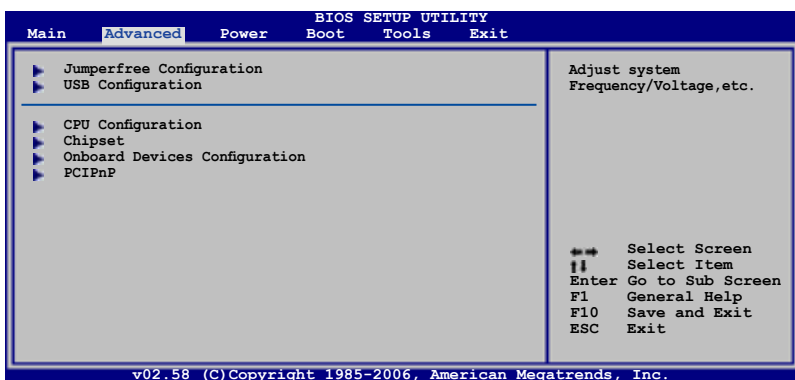 BIOS SETUP UTILITY
Main Advanced Power Boot Tools Exit
Jumperfree Configuration
USB Configuration
CPU Configuration
Chipset
Onboard Devices Configuration
PCIPnP
Adjust system
Frequency/Voltage,etc.
Select Screen
Select Item
Enter Go to Sub Screen
F1 General Help
F10 Save and Exit
ESC Exit
v02.58 (C)Copyright 1985-2006, American Megatrends, Inc.